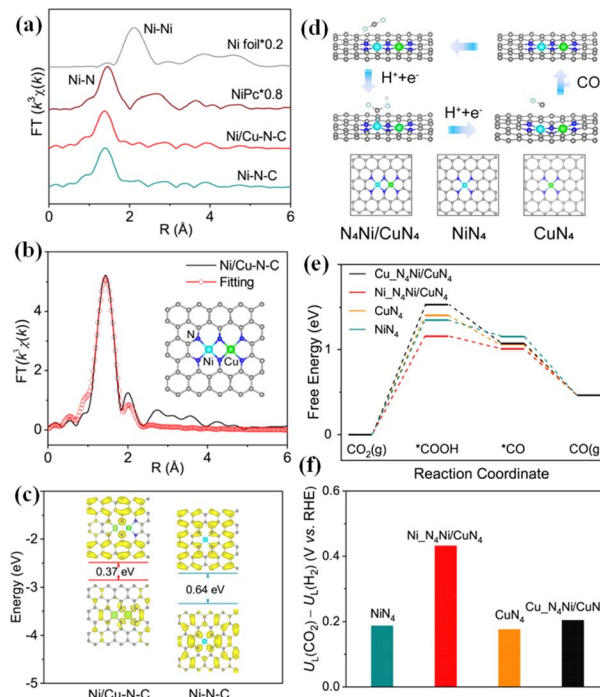 (a)
FT (k³χ(k))
Ni-Ni
Ni foil*0.2
Ni-N
NiPc*0.8
Ni/Cu-N-C
Ni-N-C
0 1 2 3 4 5 6
R (Å)
(b)
FT(k³χ(k))
0 2 4
Ni/Cu-N-C
Fitting
N
Ni Cu
0 1 2 3 4 5 6
R (Å)
(c)
Energy (eV)
-2
-3
-4
-5
0.37 eV
0.64 eV
Ni/Cu-N-C Ni-N-C
(d)
H⁺+e⁻
H⁺+e⁻
CO
N₄Ni/CuN₄ NiN₄ CuN₄
(e)
Free Energy (eV)
0 1 2
Cu_N₄Ni/CuN₄
Ni_N₄Ni/CuN₄
CuN₄
NiN₄
CO₂(g) *COOH *CO CO(g)
Reaction Coordinate
(f)
U_L(CO₂) – U_L(H₂) (V vs. RHE)
0.0
0.2
0.4
0.6
NiN₄
Ni_N₄Ni/CuN₄
CuN₄
Cu_N₄Ni/CuN